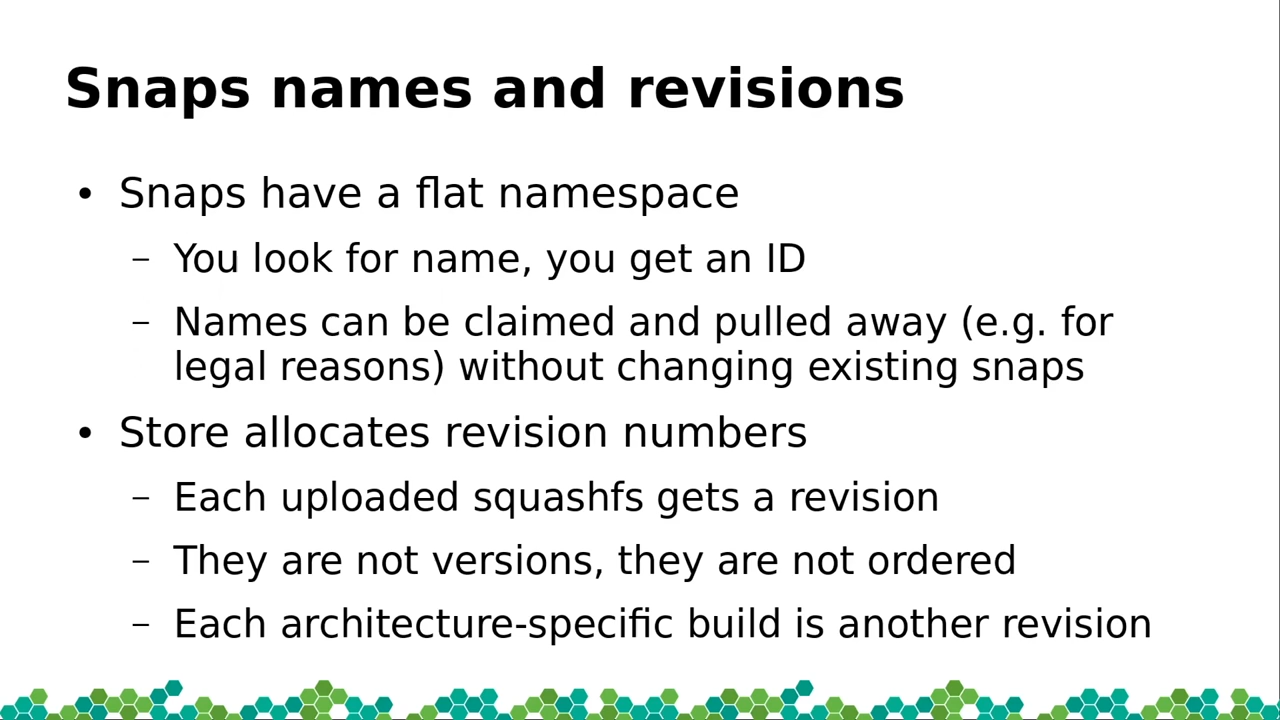 Snaps names and revisions
• Snaps have a flat namespace
– You look for name, you get an ID
– Names can be claimed and pulled away (e.g. for
legal reasons) without changing existing snaps
• Store allocates revision numbers
– Each uploaded squashfs gets a revision
– They are not versions, they are not ordered
– Each architecture-specific build is another revision